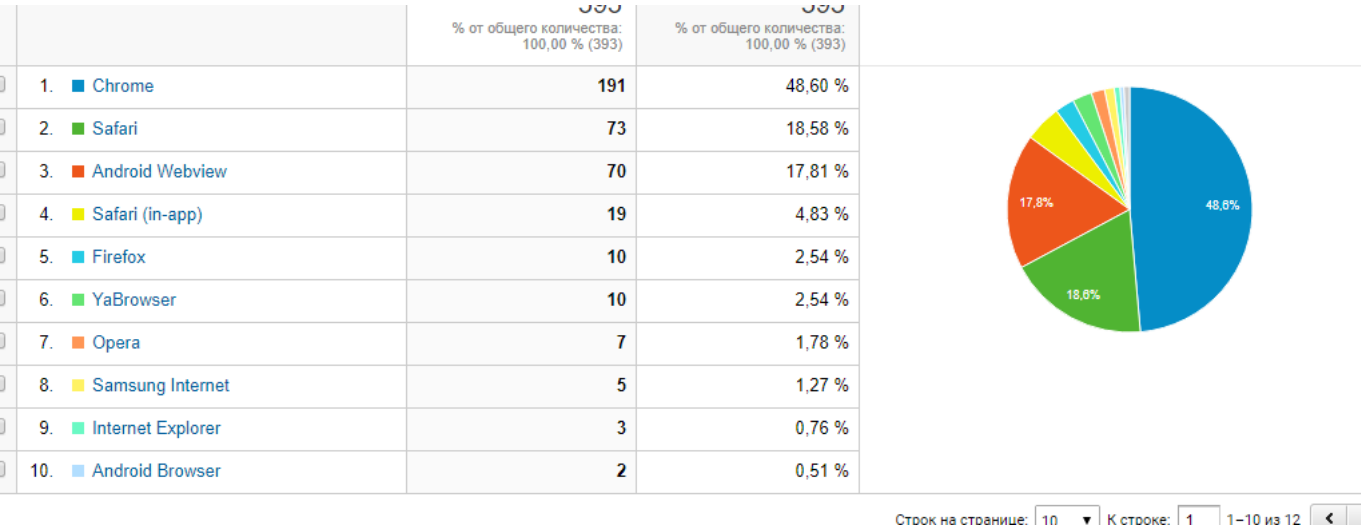 393 393
% от общего количества: % от общего количества:
100,00 % (393) 100,00 % (393)
1. Chrome 191 48,60 %
2. Safari 73 18,58 %
3. Android Webview 70 17,81 %
4. Safari (in-app) 19 4,83 %
5. Firefox 10 2,54 %
6. YaBrowser 10 2,54 %
7. Opera 7 1,78 %
8. Samsung Internet 5 1,27 %
9. Internet Explorer 3 0,76 %
10. Android Browser 2 0,51 %
17,8% 48,6%
18,6%
Строк на странице: 10 К строке: 1 1–10 из 12